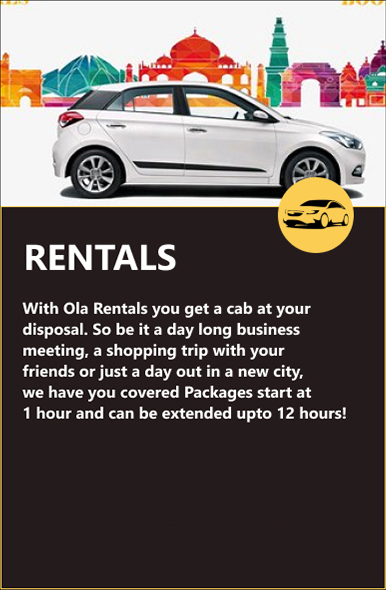 RENTALS
With Ola Rentals you get a cab at your
disposal. So be it a day long business
meeting, a shopping trip with your
friends or just a day out in a new city,
we have you covered Packages start at
1 hour and can be extended upto 12 hours!